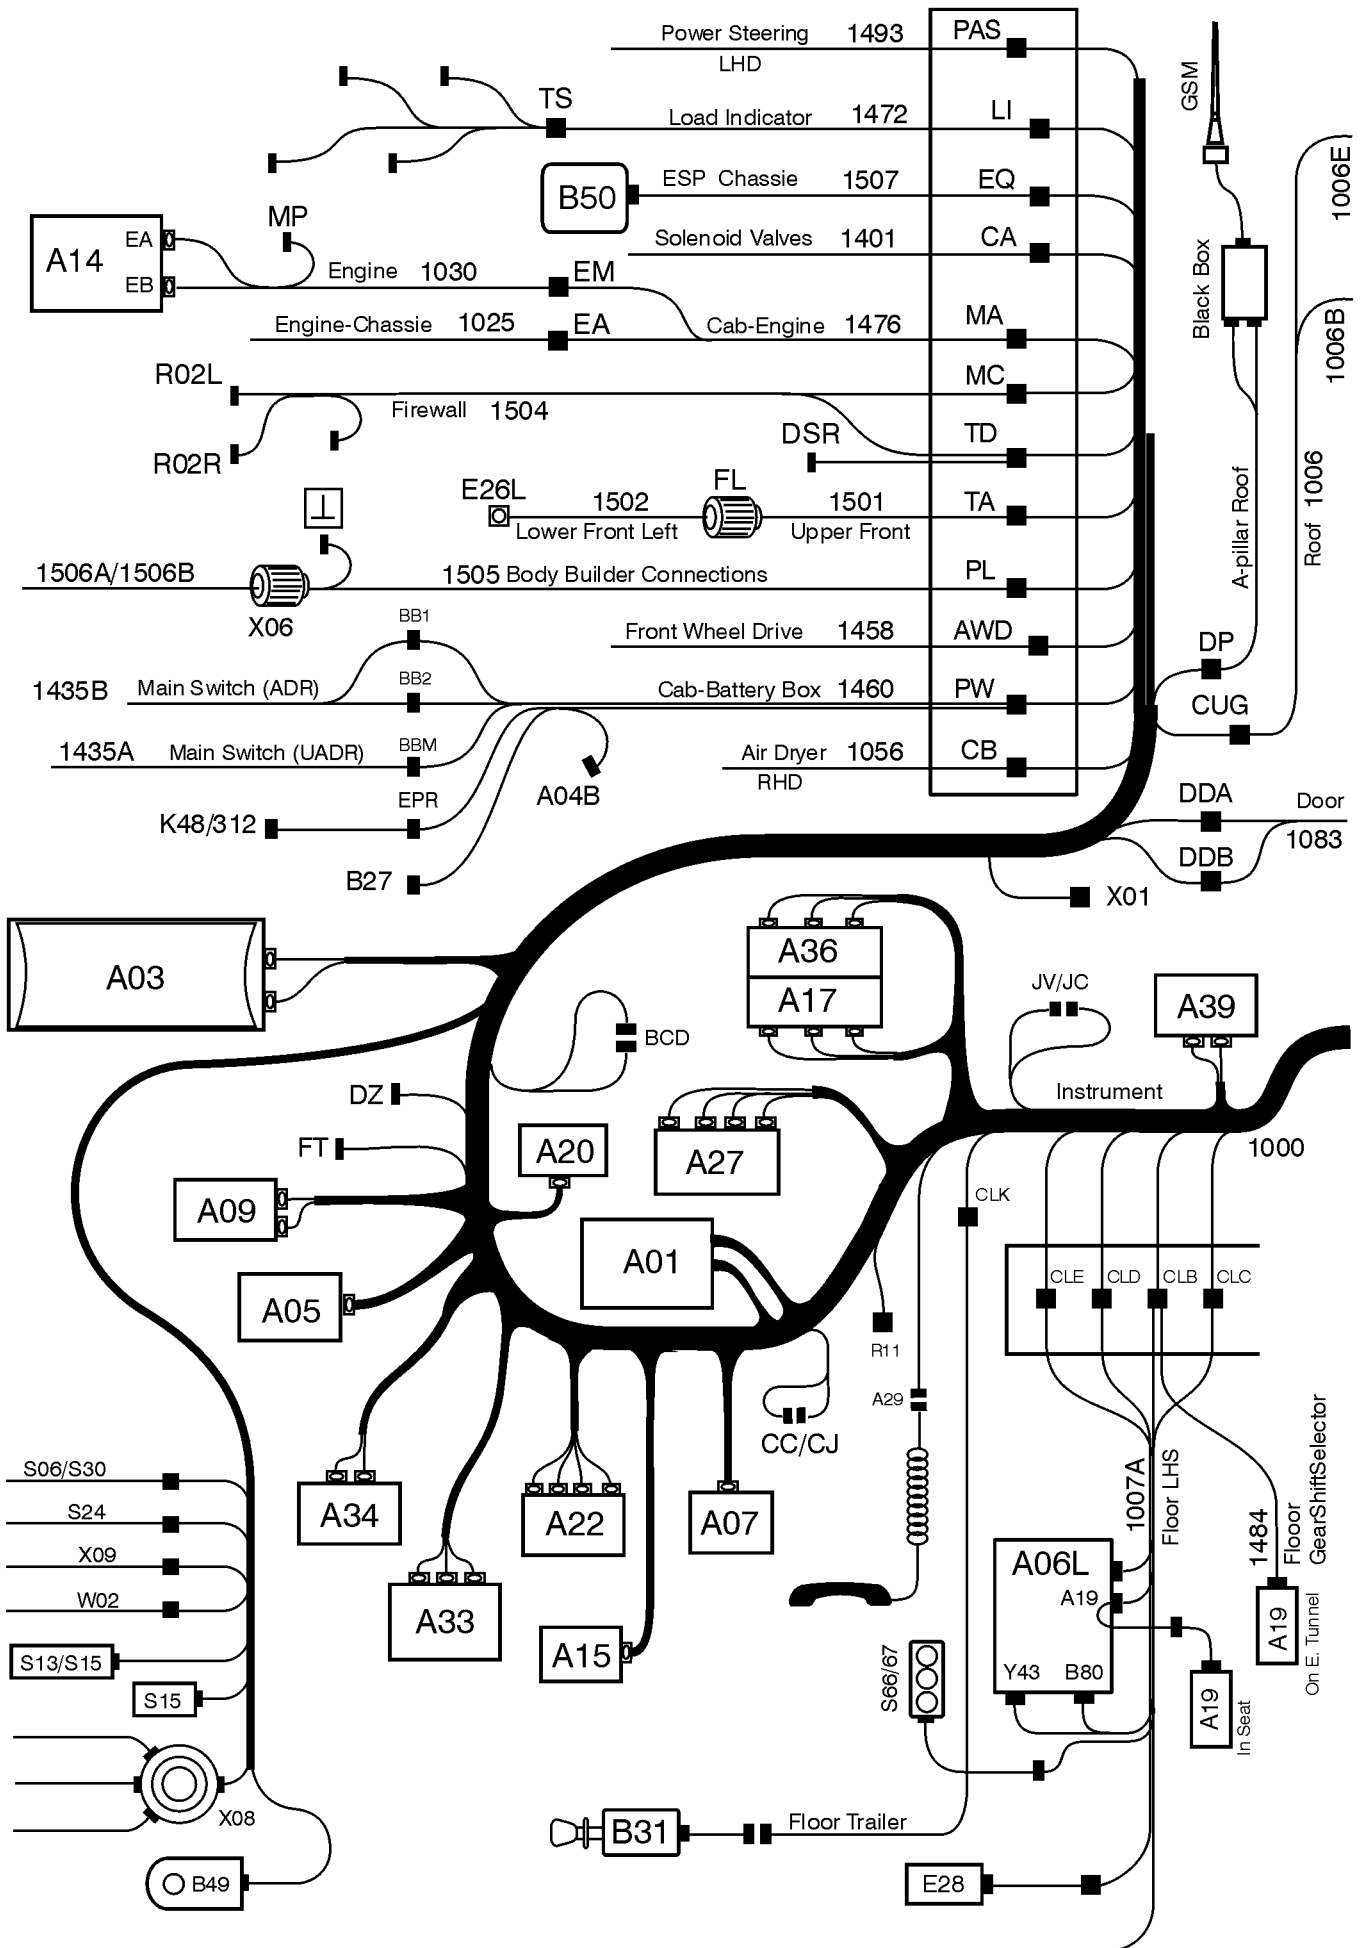 Power Steering 1493 PAS
LHD
TS
Load Indicator 1472 LI
GSM
1006E
B50
ESP Chassie 1507 EQ
MP
Solenoid Valves 1401 CA
A14
EA
EB
Engine 1030 EM
Black Box
Engine-Chassie 1025 EA
Cab-Engine 1476 MA
1006B
R02L
MC
Firewall 1504
DSR
TD
R02R
E26L
1502
FL
1501
TA
Lower Front Left
Upper Front
A-pillar Roof
Roof 1006
1506A/1506B
X06
1505 Body Builder Connections
PL
BB1
Front Wheel Drive 1458 AWD
DP
1435B
Main Switch (ADR)
BB2
Cab-Battery Box 1460 PW
CUG
1435A
Main Switch (UADR)
BBM
Air Dryer 1056 CB
RHD
A04B
EPR
K48/312
DDA
Door
1083
DDB
B27
X01
A03
A36
A17
JV/JC
A39
BCD
DZ
Instrument
FT
A20
A27
1000
A09
CLK
A01
A05
CLE
CLD
CLB
CLC
R11
A29
CC/CJ
1007A
Floor LHS
1484
Flooor
GearShiftSelector
S06/S30
S24
X09
W02
A34
A22
A07
A33
A06L
A19
A19
On E. Tunnel
S13/S15
A15
S66/67
Y43
B80
S15
A19
In Seat
X08
B31
Floor Trailer
B49
E28